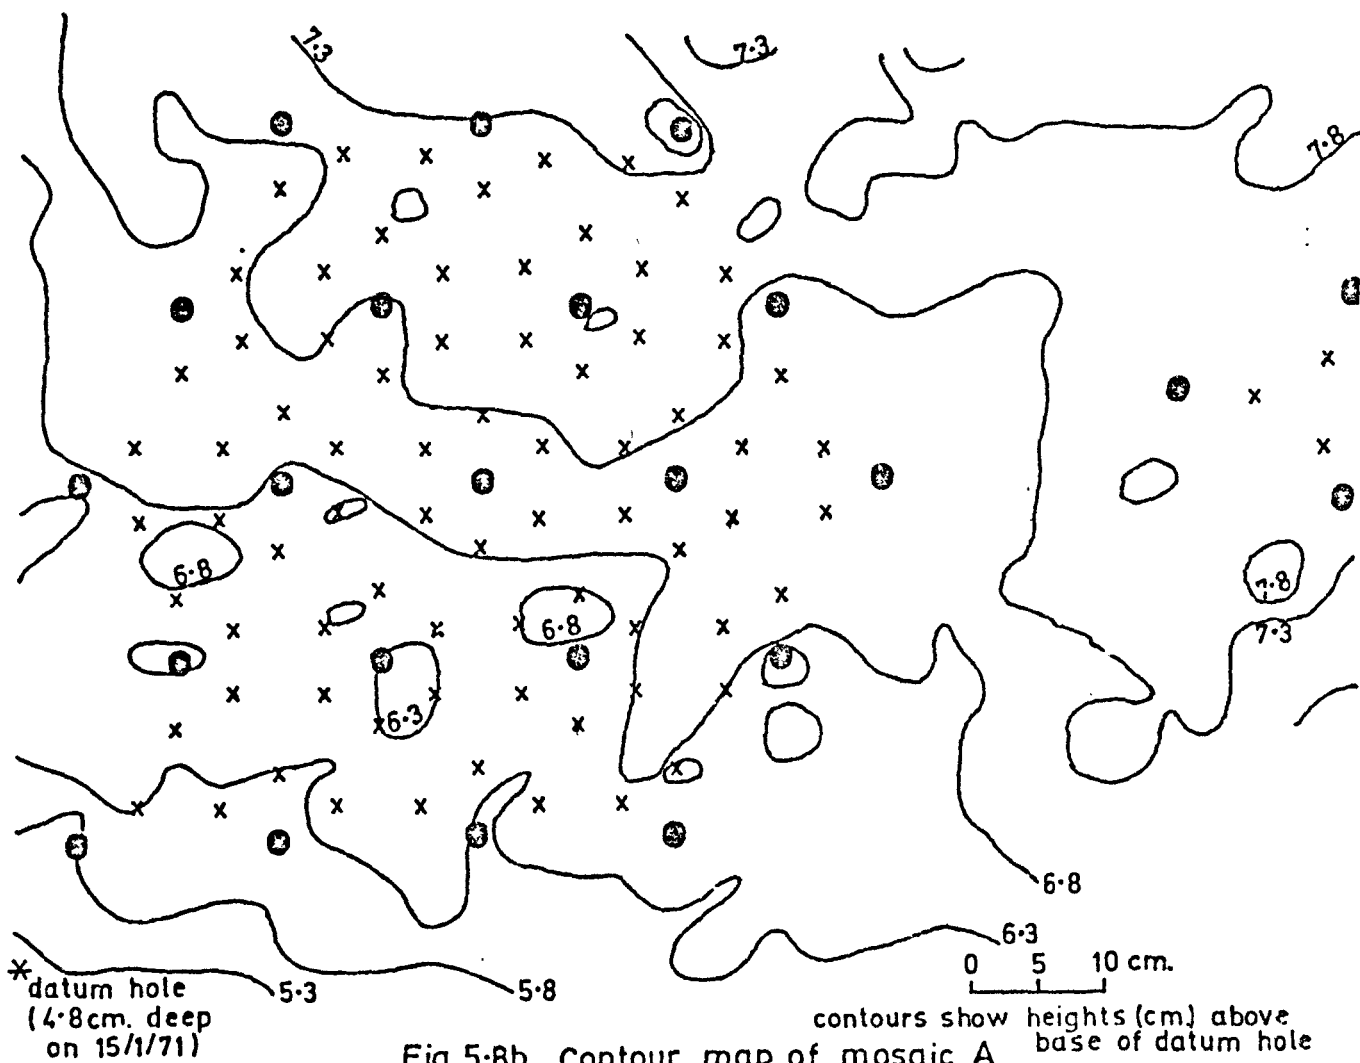 7·3
7·3
7·8
6·8
6·8
7·8
7·3
6·3
6·8
6·3
5·3
5·8
0 5 10 cm.
datum hole
(4·8cm. deep
on 15/1/71)
contours show heights (cm) above
base of datum hole
Fig 5·8b Contour map of mosaic A